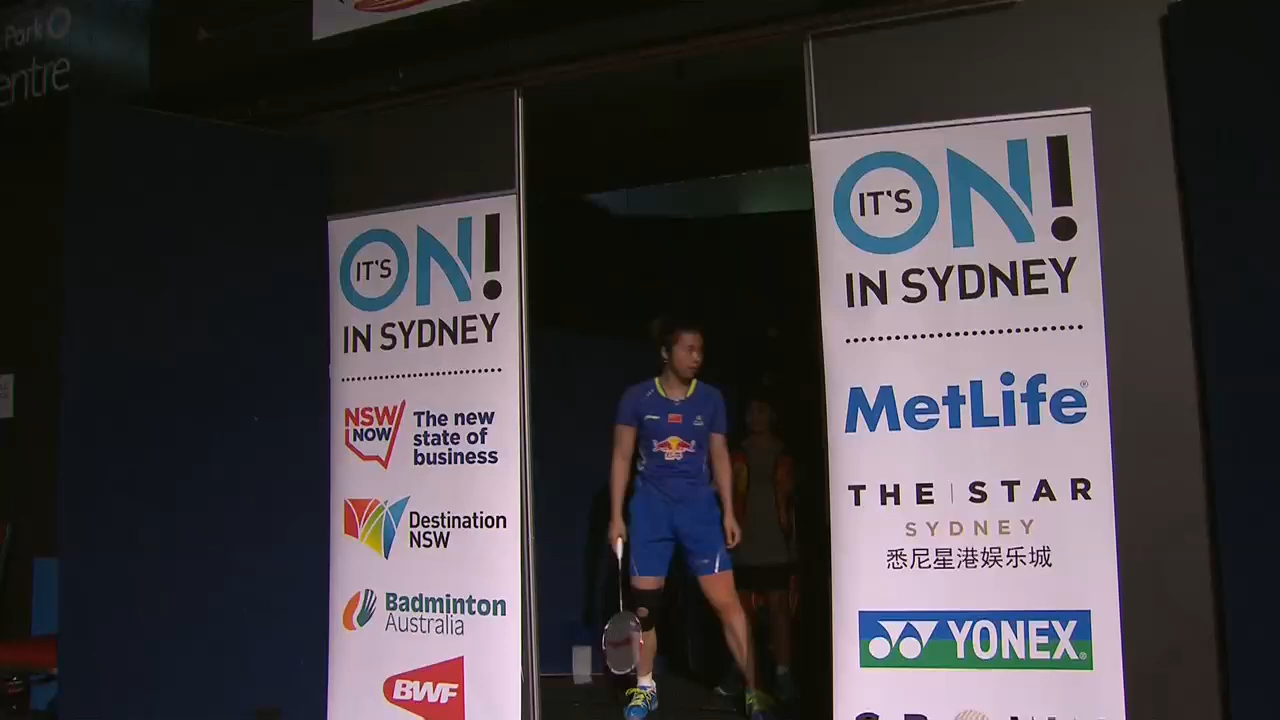 Park
entre
IT'S
ON!
IN SYDNEY
NSW
NOW
The new
state of
business
Destination
NSW
Badminton
Australia
BWF
IT'S
ON!
IN SYDNEY
MetLife
THE STAR
SYDNEY
悉尼星港娱乐城
YONEX